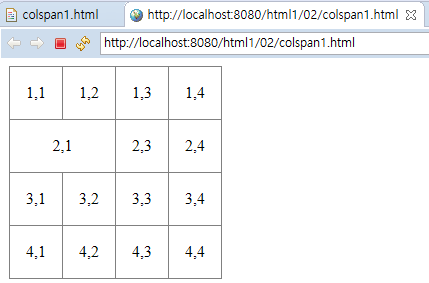 colspan1.html http://localhost:8080/html1/02/colspan1.html
http://localhost:8080/html1/02/colspan1.html
1,1 1,2 1,3 1,4
2,1 2,3 2,4
3,1 3,2 3,3 3,4
4,1 4,2 4,3 4,4